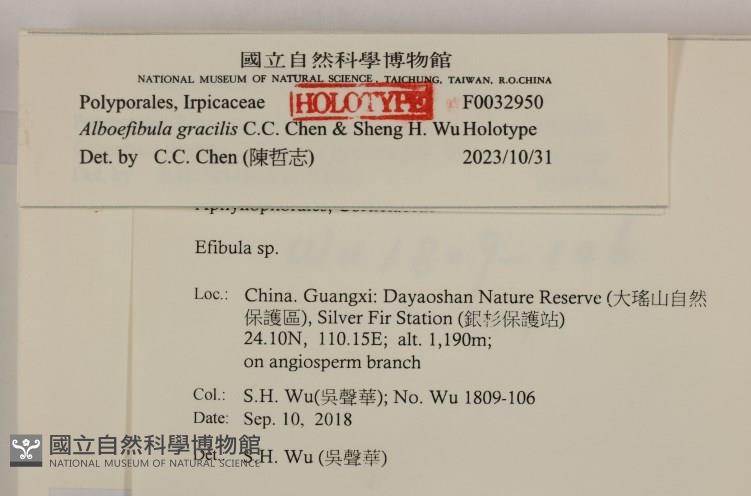 國立自然科學博物館
NATIONAL MUSEUM OF NATURAL SCIENCE, TAICHUNG, TAIWAN, R.O.CHINA
Polyporales, Irpicaceae HOLOTYPE F0032950
Alboefibula gracilis C.C. Chen & Sheng H. Wu Holotype
Det. by C.C. Chen (陳哲志) 2023/10/31
Efibula sp.
Loc.: China. Guangxi: Dayaoshan Nature Reserve (大瑤山自然
保護區), Silver Fir Station (銀杉保護站)
24.10N, 110.15E; alt. 1,190m;
on angiosperm branch
Col.: S.H. Wu(吳聲華); No. Wu 1809-106
Date: Sep. 10, 2018
Det. S.H. Wu (吳聲華)
國立自然科學博物館
NATIONAL MUSEUM OF NATURAL SCIENCE